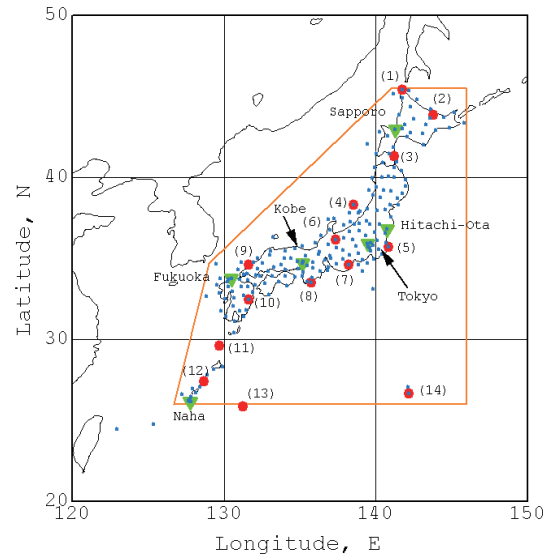 50
(1)
(2)
Sapporo
(3)
40
(4)
Kobe
(6)
Hitachi-Ota
(9)
(5)
Fukuoka
(7)
(8)
Tokyo
(10)
30
(11)
(12)
(13)
(14)
Naha
20
120
130
140
150
Latitude, N
Longitude, E